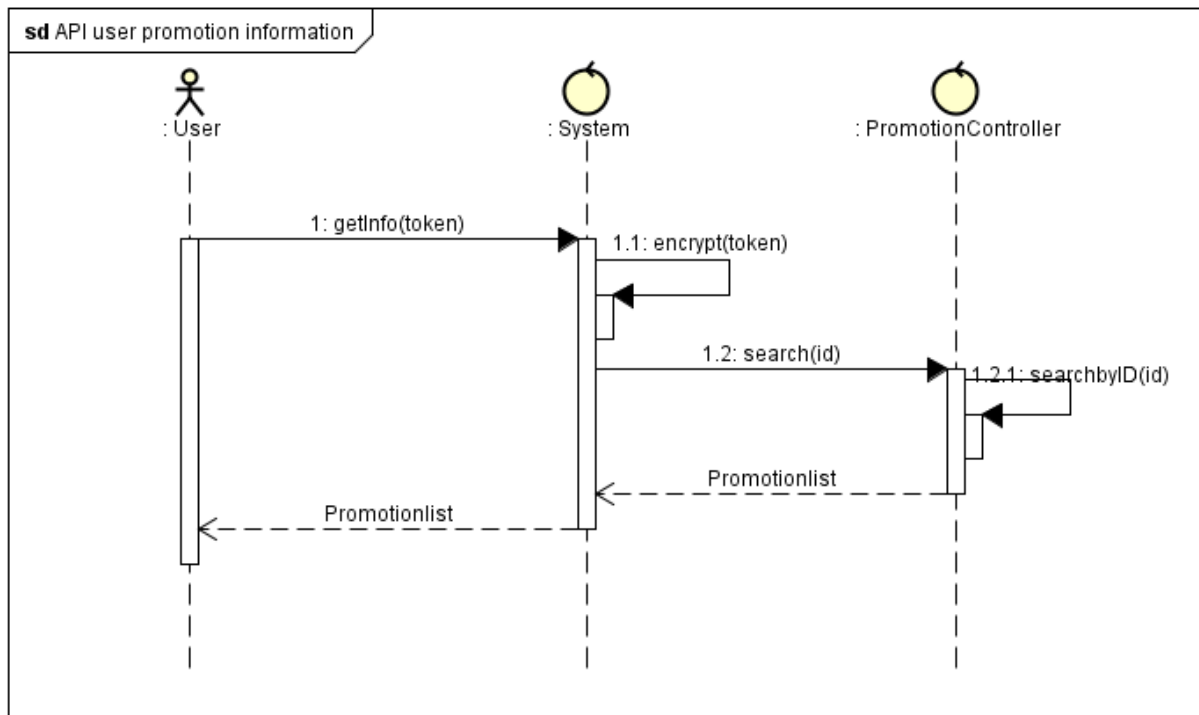 sd API user promotion information
: User
: System
: PromotionController
1: getInfo(token)
1.1: encrypt(token)
1.2: search(id)
1.2.1: searchbyID(id)
Promotionlist
Promotionlist